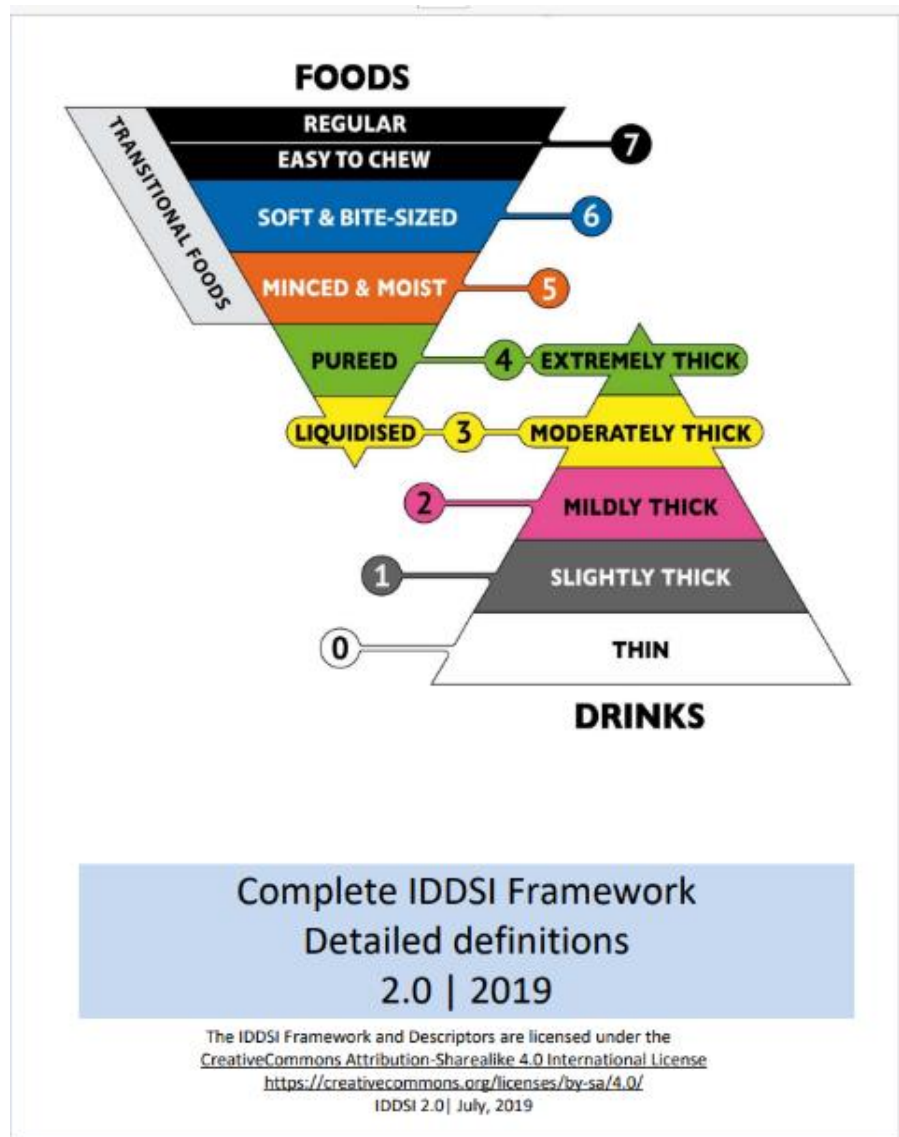 FOODS
TRANSITIONAL FOODS
REGULAR
EASY TO CHEW
7
SOFT & BITE-SIZED
6
MINCED & MOIST
5
PUREED
4
EXTREMELY THICK
LIQUIDISED
3
MODERATELY THICK
2
MILDLY THICK
1
SLIGHTLY THICK
0
THIN
DRINKS
Complete IDDSI Framework
Detailed definitions
2.0 | 2019
The IDDSI Framework and Descriptors are licensed under the
CreativeCommons Attribution-Sharealike 4.0 International License
https://creativecommons.org/licenses/by-sa/4.0/
IDDSI 2.0| July, 2019